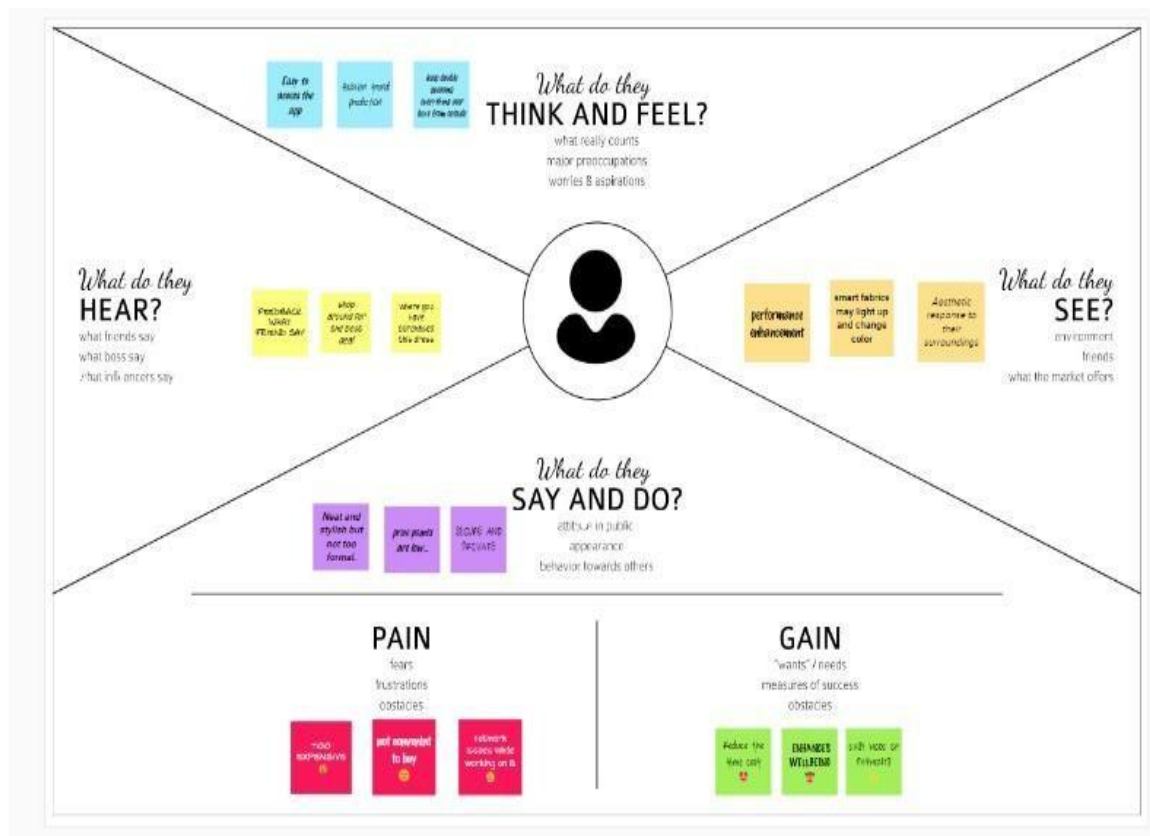 What do they
THINK AND FEEL?
what really counts
major preoccupations
worries & aspirations
Easy to
access the
app
Fashion trend
prediction
What do they
HEAR?
what friends say
what boss say
what influencers say
FEEDBACK
WHAT
FRIEND SAY
shop
around for
the best
deal
where you
have
purchases
this dress
What do they
SEE?
environment
friends
what the market offers
performance
enhancement
smart fabrics
may light up
and change
color
Aesthetic
response to
their
surroundings
What do they
SAY AND DO?
attitude in public
appearance
behavior towards others
Neat and
stylish but
not too
formal.
are low...
SECURE AND
PRIVATE
PAIN
fears
frustrations
obstacles
TOO
EXPENSIVE
not convenient
to buy
network
issues while
working on it
GAIN
"wants" / needs
measures of success
obstacles
Reduce the
time cost
ENHANCES
WELLBEING